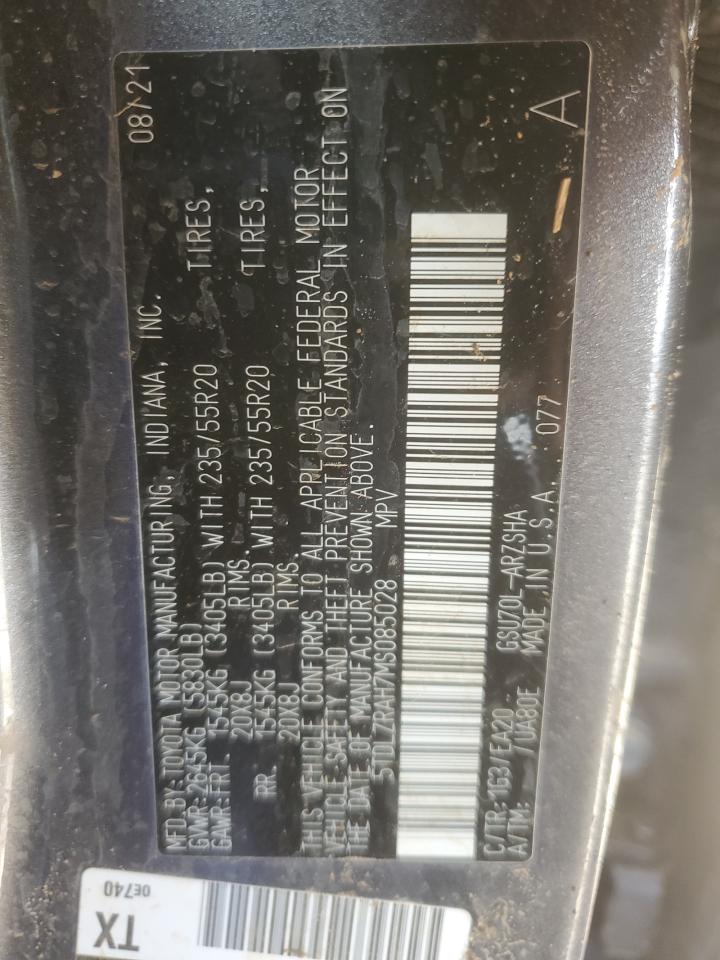 MFD. BY: TOYOTA MOTOR MANUFACTURING, INDIANA, INC. 08/21
GVWR: 2645KG (5830LB)
GAWR: FRT. 1545KG (3405LB) WITH 235/55R20 TIRES,
20X8J RIMS.
RR. 1545KG (3405LB) WITH 235/55R20 TIRES,
20X8J RIMS.
THIS VEHICLE CONFORMS TO ALL APPLICABLE FEDERAL MOTOR
VEHICLE SAFETY AND THEFT PREVENTION STANDARDS IN EFFECT ON
THE DATE OF MANUFACTURE SHOWN ABOVE.
5TDLZRAH7MS085028 MPV
C/TR: 1G3/EA20 GSU70L-ARZSHA
A/TM: /UA80E MADE IN U.S.A. 077 A
TX
0E740